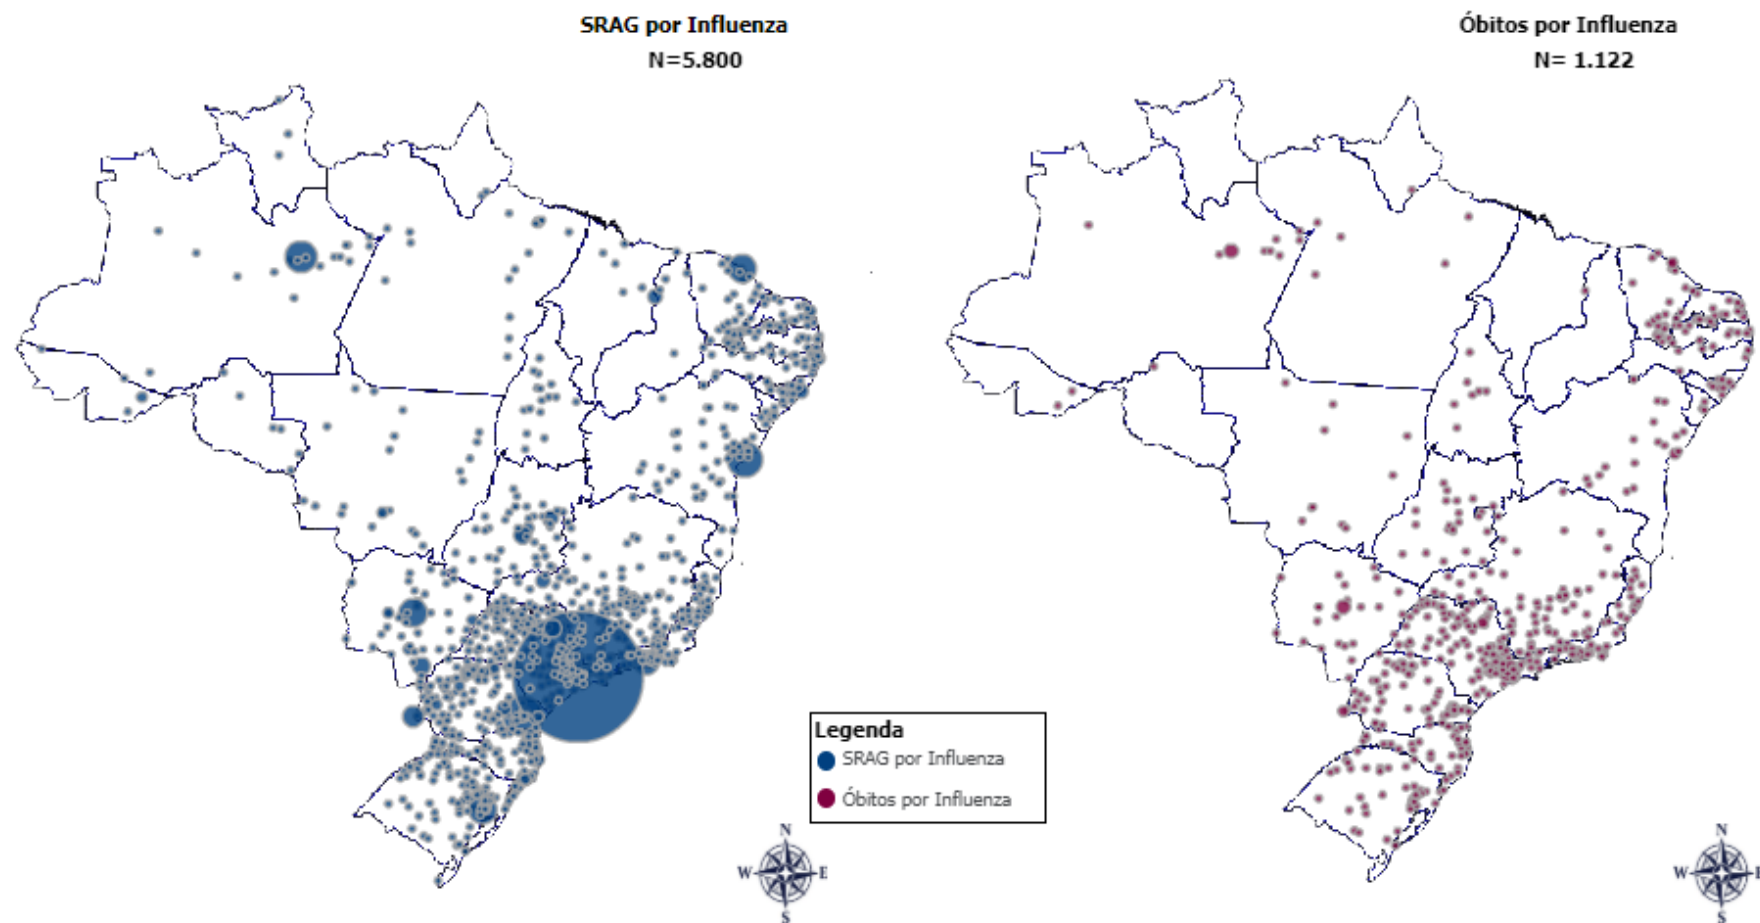 SRAG por Influenza
N=5.800
Óbitos por Influenza
N= 1.122
Legenda
SRAG por Influenza
Óbitos por Influenza
N
W E
S
N
W E
S